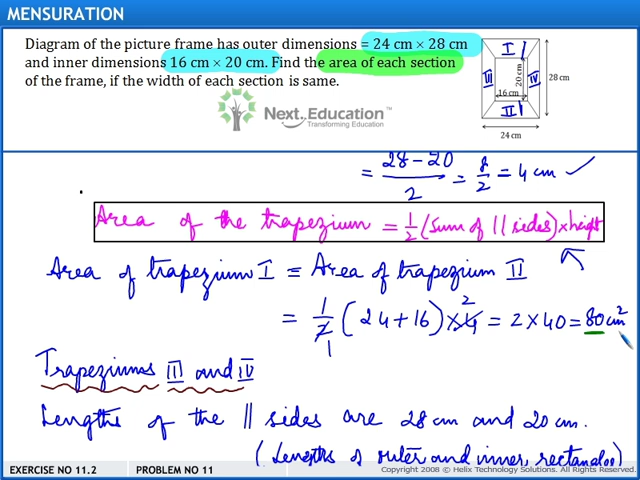 MENSURATION
Diagram of the picture frame has outer dimensions = 24 cm × 28 cm
and inner dimensions 16 cm × 20 cm. Find the area of each section
of the frame, if the width of each section is same.
I
III
20 cm
IV
28 cm
16 cm
II
24 cm
Next Education
Transforming Education
= 28 - 20 / 2 = 8/2 = 4 cm ✓
Area of the trapezium = 1/2 (Sum of || sides) × height
Area of trapezium I = Area of trapezium II
= 1/2 (24 + 16) × 4 = 2 × 40 = 80 cm²
1
2
Trapeziums III and IV
Lengths of the || sides are 28 cm and 20 cm.
(Lengths of outer and inner rectangles)
EXERCISE NO 11.2
PROBLEM NO 11
Copyright 2008 © Helix Technology Solutions. All Rights Reserved